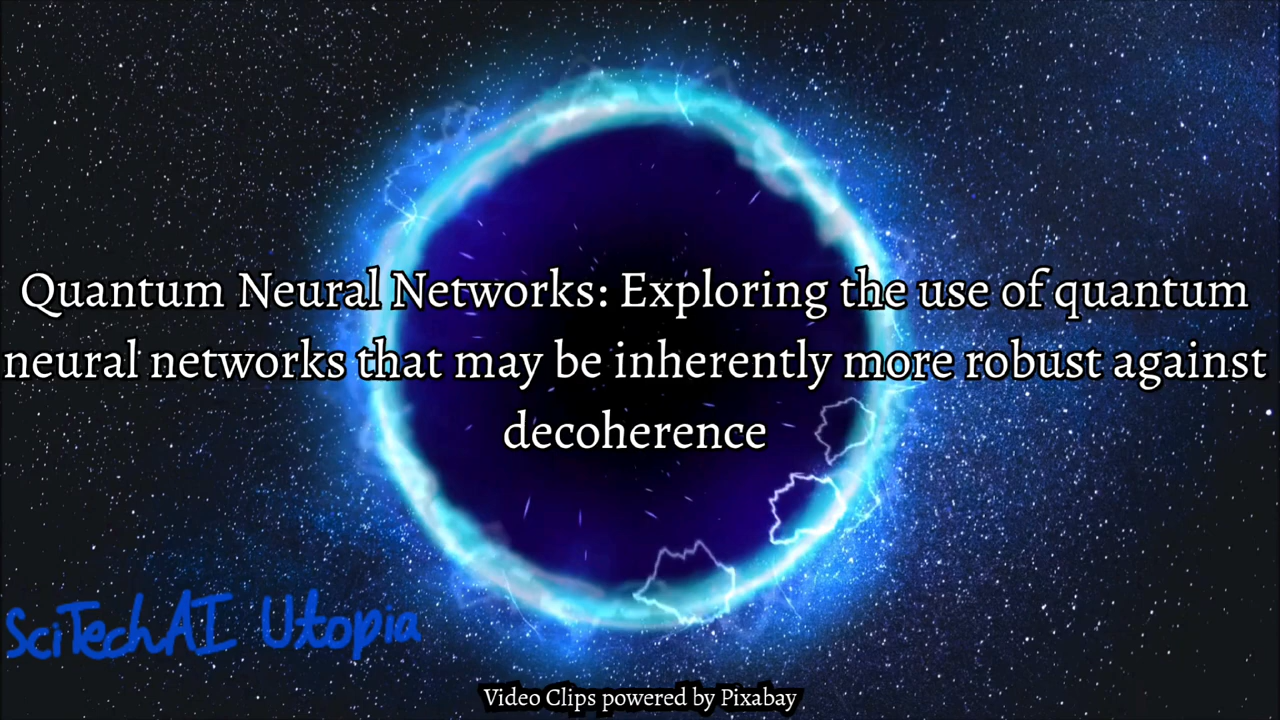 Quantum Neural Networks: Exploring the use of quantum
neural networks that may be inherently more robust against
decoherence
SciTechAI Utopia
Video Clips powered by Pixabay